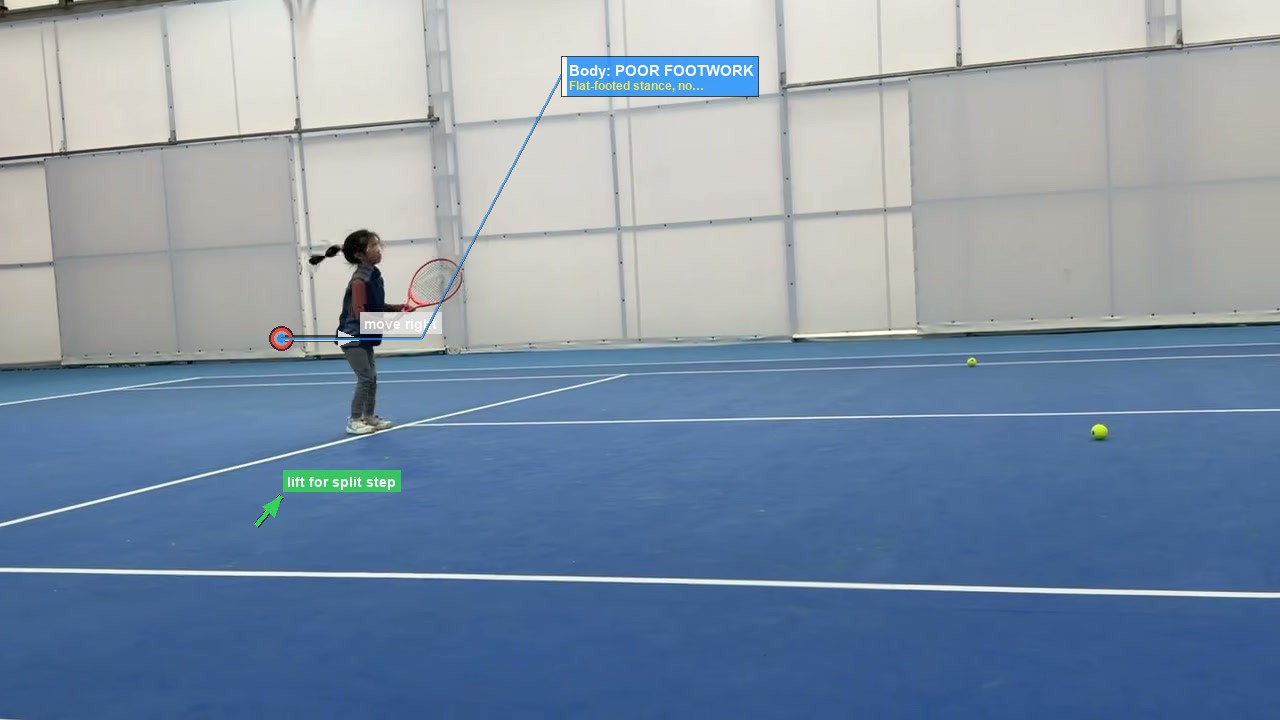 Body: POOR FOOTWORK
Flat-footed stance, no...
move right
lift for split step